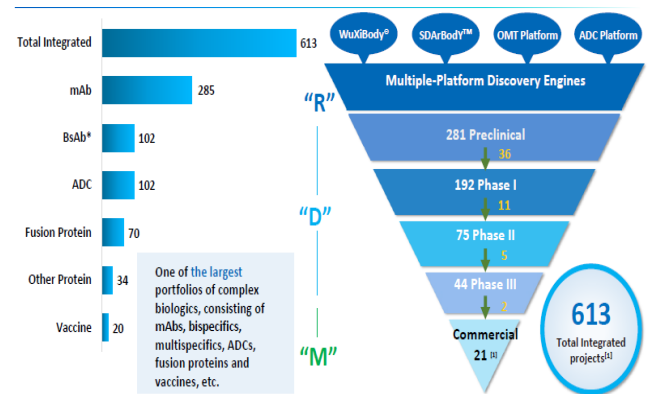 Total Integrated
613
mAb
285
BsAb*
102
ADC
102
Fusion Protein
70
Other Protein
34
Vaccine
20
One of the largest
portfolios of complex
biologics, consisting of
mAbs, bispecifics,
multispecifics, ADCs,
fusion proteins and
vaccines, etc.
“R”
“D”
“M”
WuXiBody®
SDArBodY™
OMT Platform
ADC Platform
Multiple-Platform Discovery Engines
281 Preclinical
36
192 Phase I
11
75 Phase II
5
44 Phase III
2
Commercial
21 [1]
613
Total Integrated
projects[1]